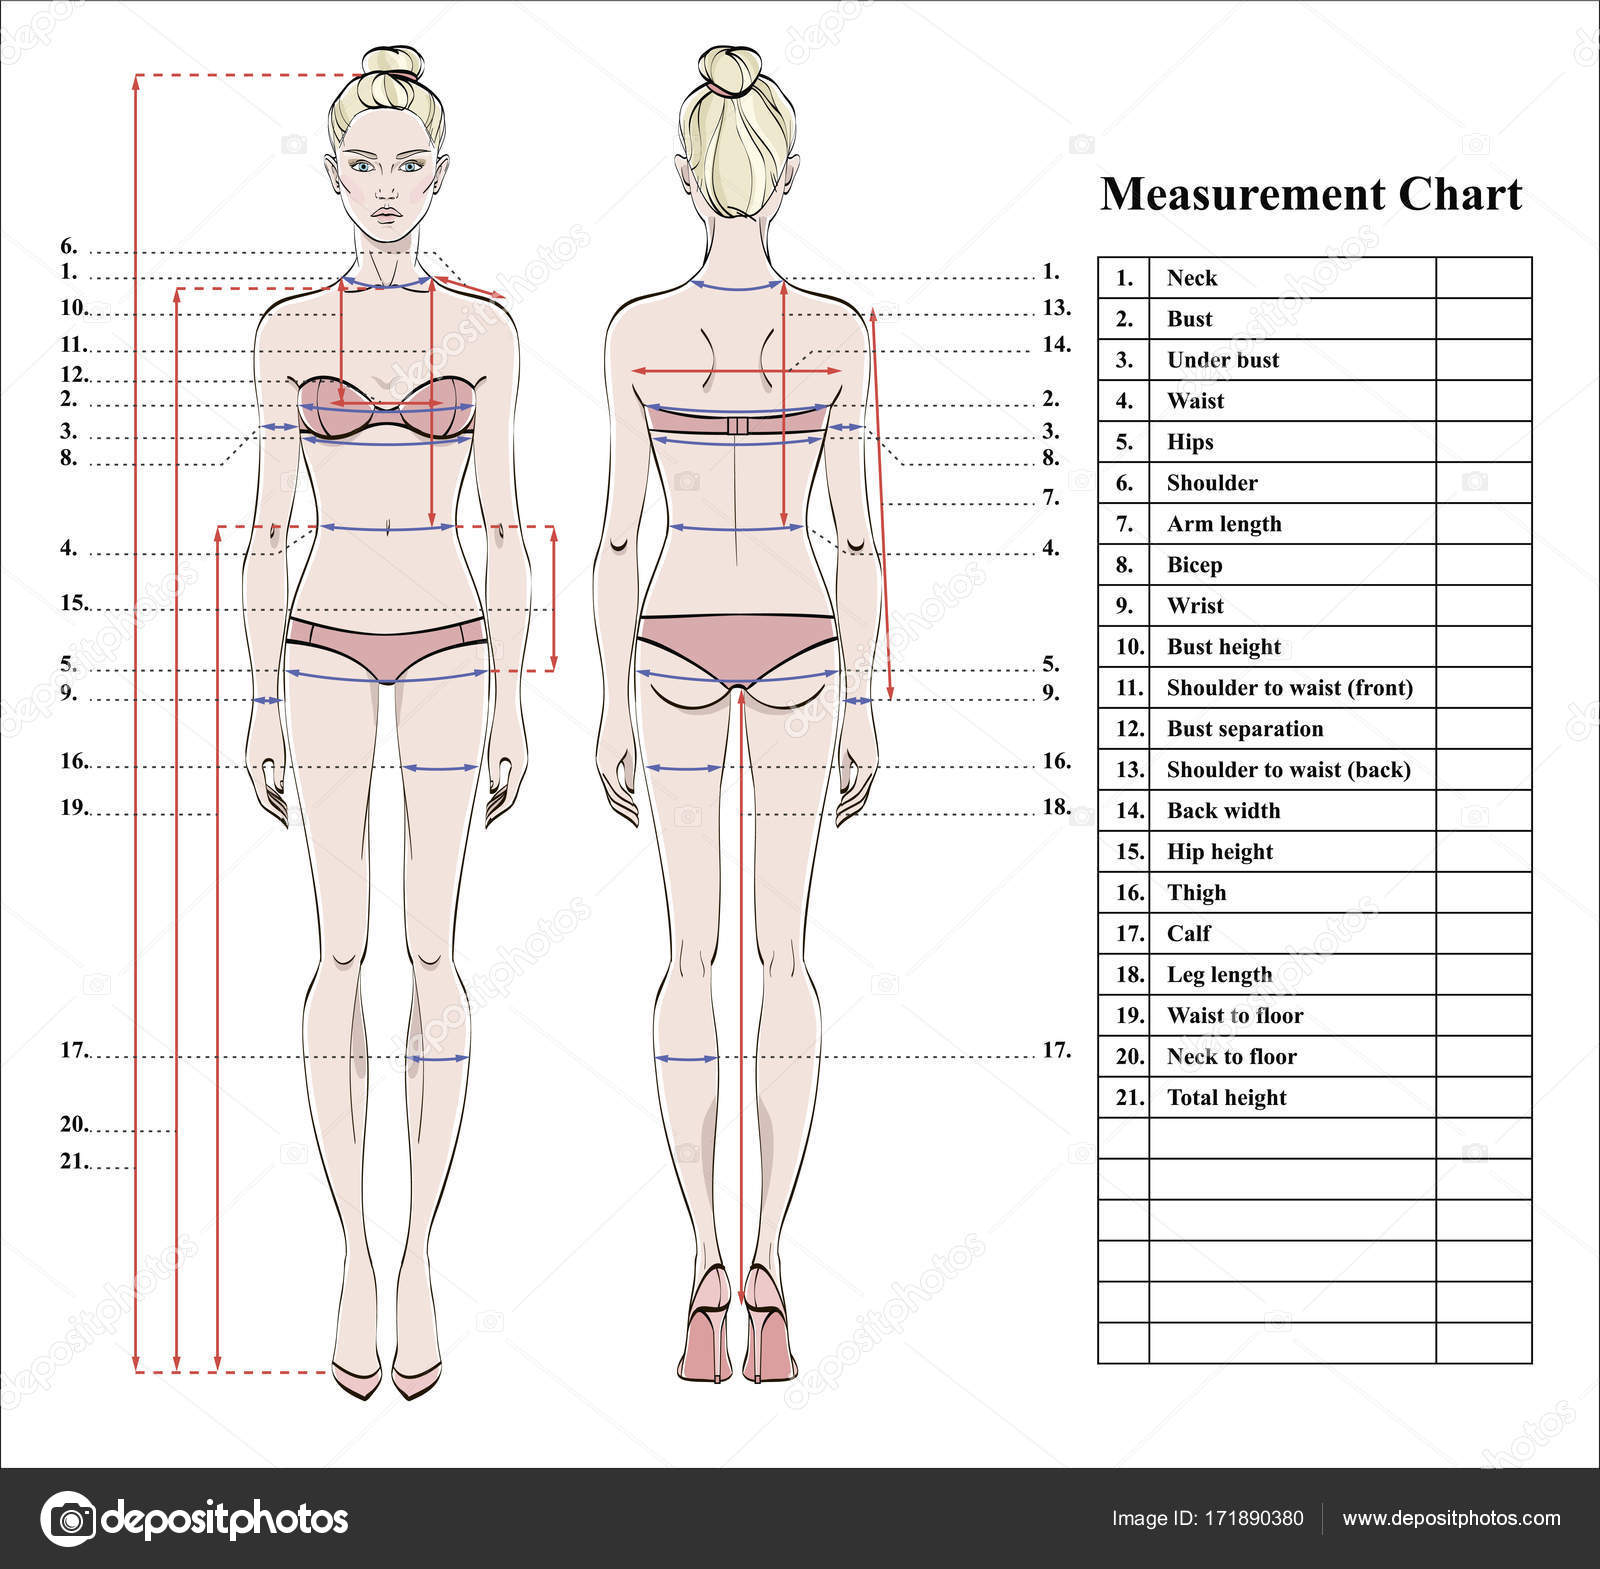 Measurement Chart
6.
1.
10.
11.
12.
2.
3.
8.
4.
15.
5.
9.
16.
19.
17.
20.
21.
1.
13.
14.
2.
3.
8.
7.
4.
5.
9.
16.
18.
17.
1. Neck
2. Bust
3. Under bust
4. Waist
5. Hips
6. Shoulder
7. Arm length
8. Bicep
9. Wrist
10. Bust height
11. Shoulder to waist (front)
12. Bust separation
13. Shoulder to waist (back)
14. Back width
15. Hip height
16. Thigh
17. Calf
18. Leg length
19. Waist to floor
20. Neck to floor
21. Total height
depositphotos
Image ID: 171890380 www.depositphotos.com